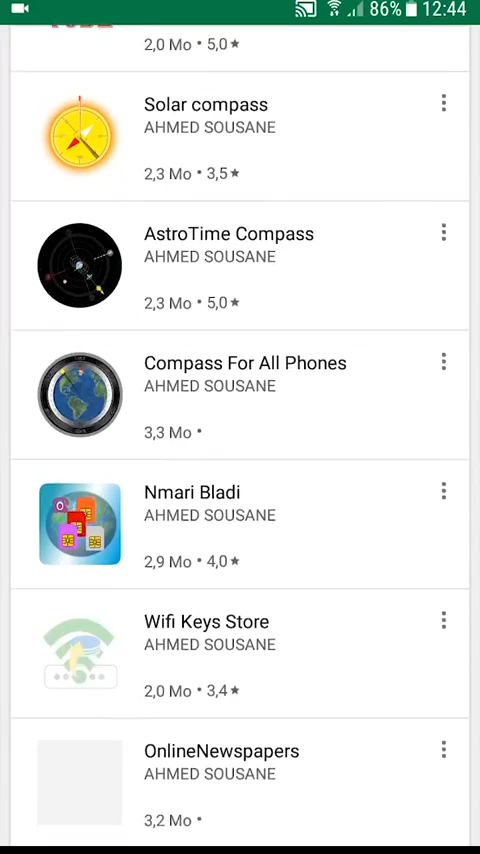 86% 12:44
2,0 Mo • 5,0★
Solar compass
AHMED SOUSANE
2,3 Mo • 3,5★
AstroTime Compass
AHMED SOUSANE
2,3 Mo • 5,0★
Compass For All Phones
AHMED SOUSANE
3,3 Mo •
Nmari Bladi
AHMED SOUSANE
2,9 Mo • 4,0★
Wifi Keys Store
AHMED SOUSANE
2,0 Mo • 3,4★
OnlineNewspapers
AHMED SOUSANE
3,2 Mo •